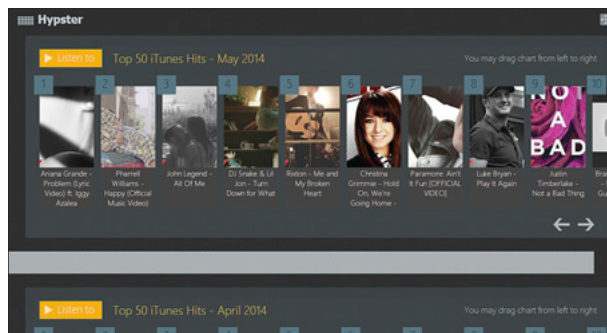 Hypster
Listen to
Top 50 iTunes Hits - May 2014
You may drag chart from left to right
1
2
3
4
5
6
7
8
9
10
Ariana Grande -
Problem (Lyric
Video) ft. Iggy
Azalea
Pharrell
Williams -
Happy (Official
Music Video)
John Legend -
All Of Me
DJ Snake & Lil
Jon - Turn
Down for What
Rixton - Me and
My Broken
Heart
Christina
Grimmie - Hold
On, We're
Going Home -
Paramore: Ain't
It Fun [OFFICIAL
VIDEO]
Luke Bryan -
Play It Again
NOT
A
BAD
Justin
Timberlake -
Not a Bad Thing
Listen to
Top 50 iTunes Hits - April 2014
You may drag chart from left to right